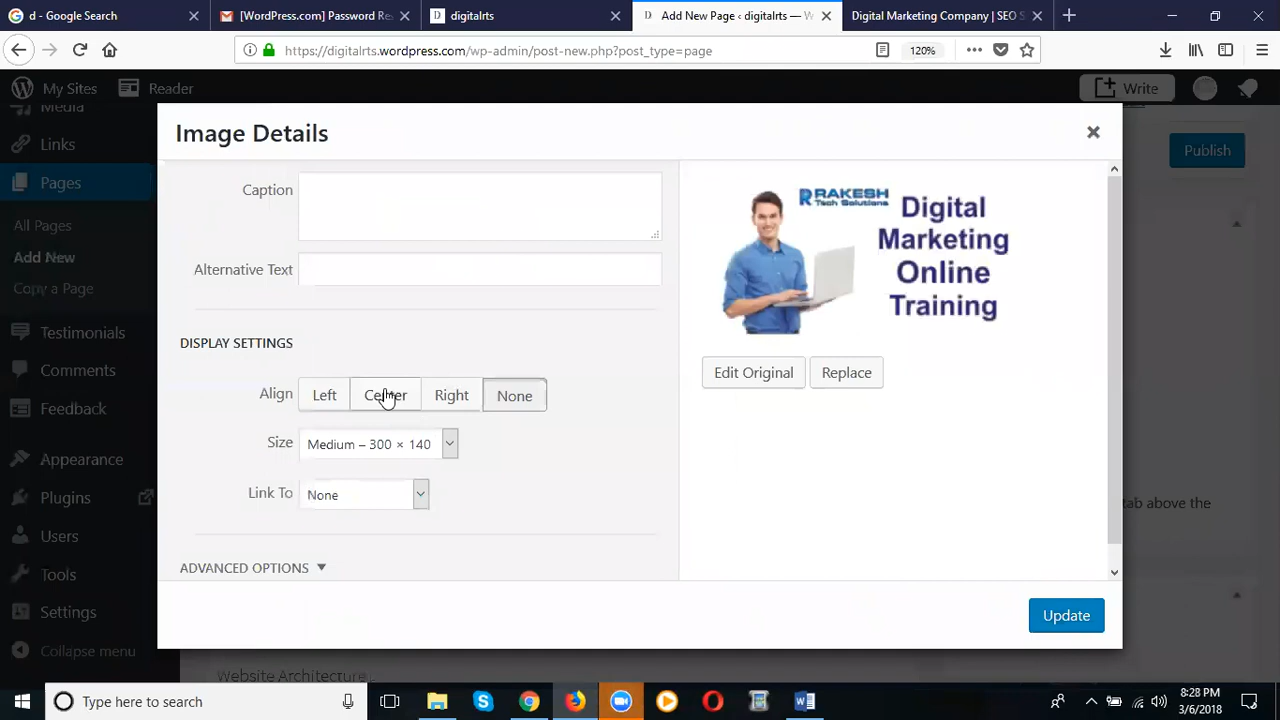 d - Google Search
[WordPress.com] Password Re
digitalrts
Add New Page ‹ digitalrts — W
Digital Marketing Company | SEO S
https://digitalrts.wordpress.com/wp-admin/post-new.php?post_type=page
120%
My Sites
Reader
Write
Media
Links
Pages
All Pages
Add New
Copy a Page
Testimonials
Comments
Feedback
Appearance
Plugins
Users
Tools
Settings
Collapse menu
Publish
Image Details
Caption
Alternative Text
DISPLAY SETTINGS
Align
Left
Center
Right
None
Size
Medium – 300 × 140
Link To
None
ADVANCED OPTIONS
RAKESH
Tech Solutions
Digital
Marketing
Online
Training
Edit Original
Replace
tab above the
Update
Website Architecture
Type here to search
8:28 PM
3/6/2018